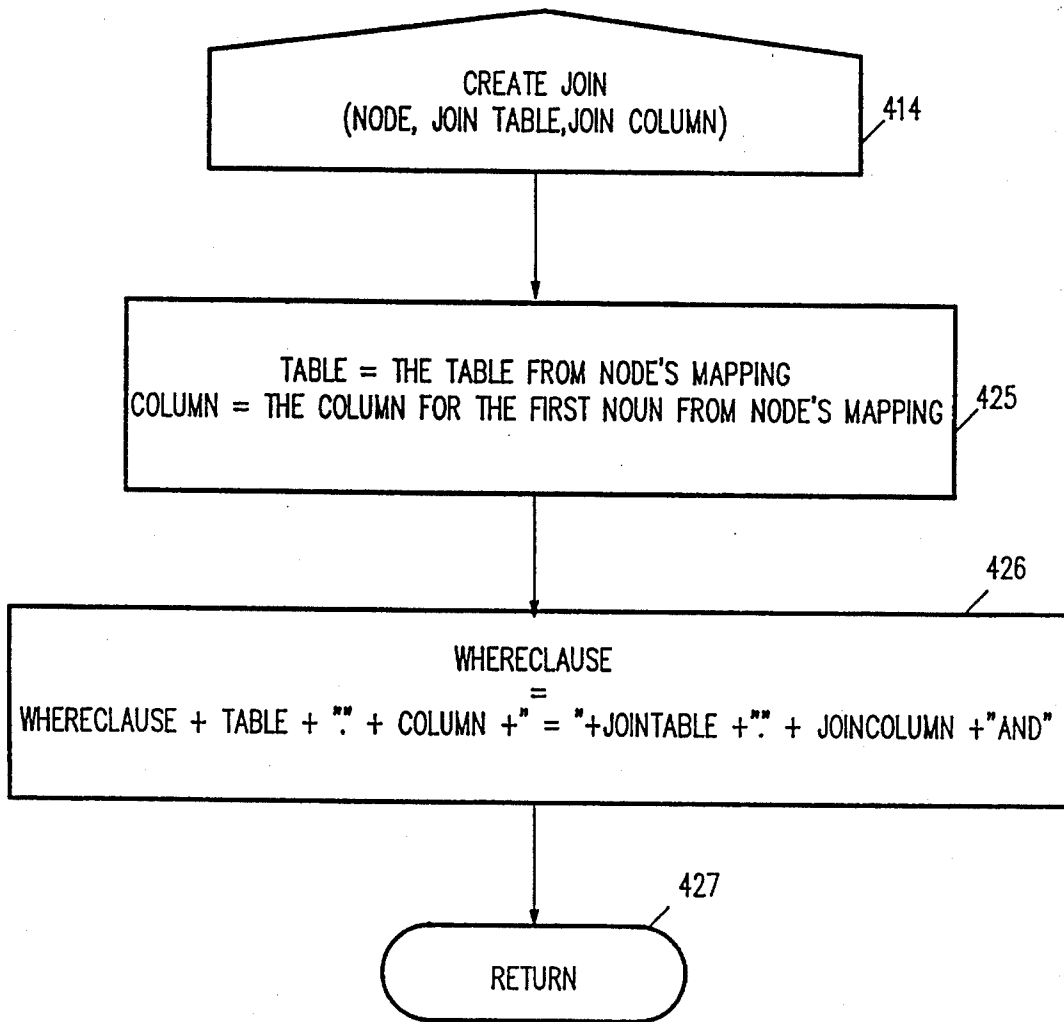 CREATE JOIN
(NODE, JOIN TABLE,JOIN COLUMN)
414
TABLE = THE TABLE FROM NODE'S MAPPING
COLUMN = THE COLUMN FOR THE FIRST NOUN FROM NODE'S MAPPING
425
426
WHERECLAUSE
=
WHERECLAUSE + TABLE + "." + COLUMN +" = "+JOINTABLE +"." + JOINCOLUMN +"AND"
427
RETURN